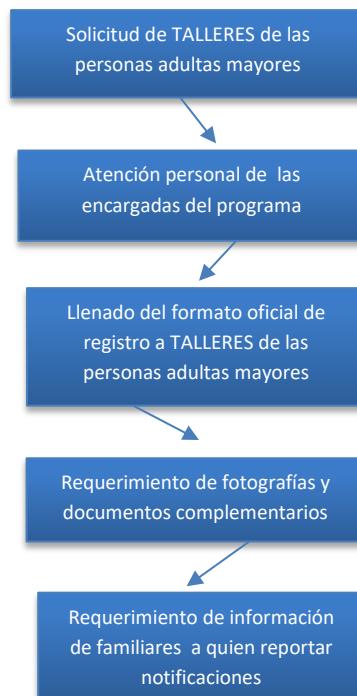 Solicitud de TALLERES de las
personas adultas mayores
Atención personal de las
encargadas del programa
Llenado del formato oficial de
registro a TALLERES de las
personas adultas mayores
Requerimiento de fotografías y
documentos complementarios
Requerimiento de información
de familiares a quien reportar
notificaciones